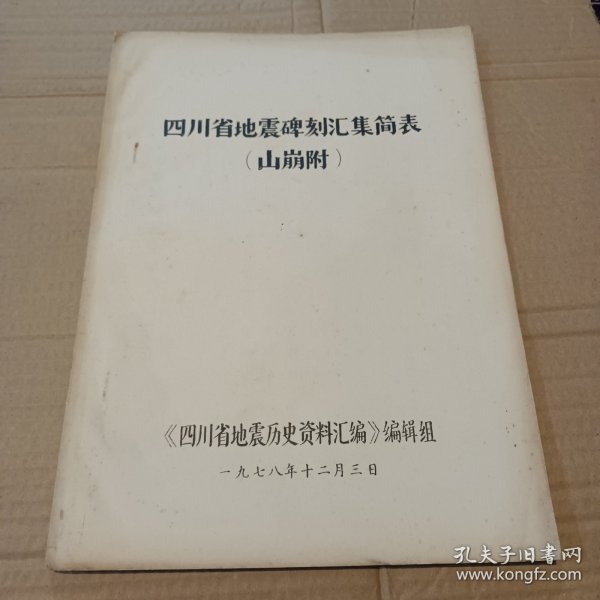 四川省地震碑刻汇集简表
（山崩附）
《四川省地震历史资料汇编》编辑组
一九七八年十二月三日
孔夫子旧书网
www.kongfz.com